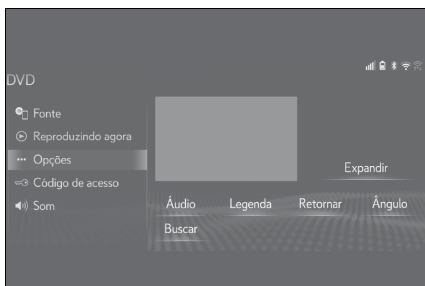 DVD
Fonte
Reproduzindo agora
Opções
Código de acesso
Som
Expandir
Áudio Legenda Retornar Ângulo
Buscar